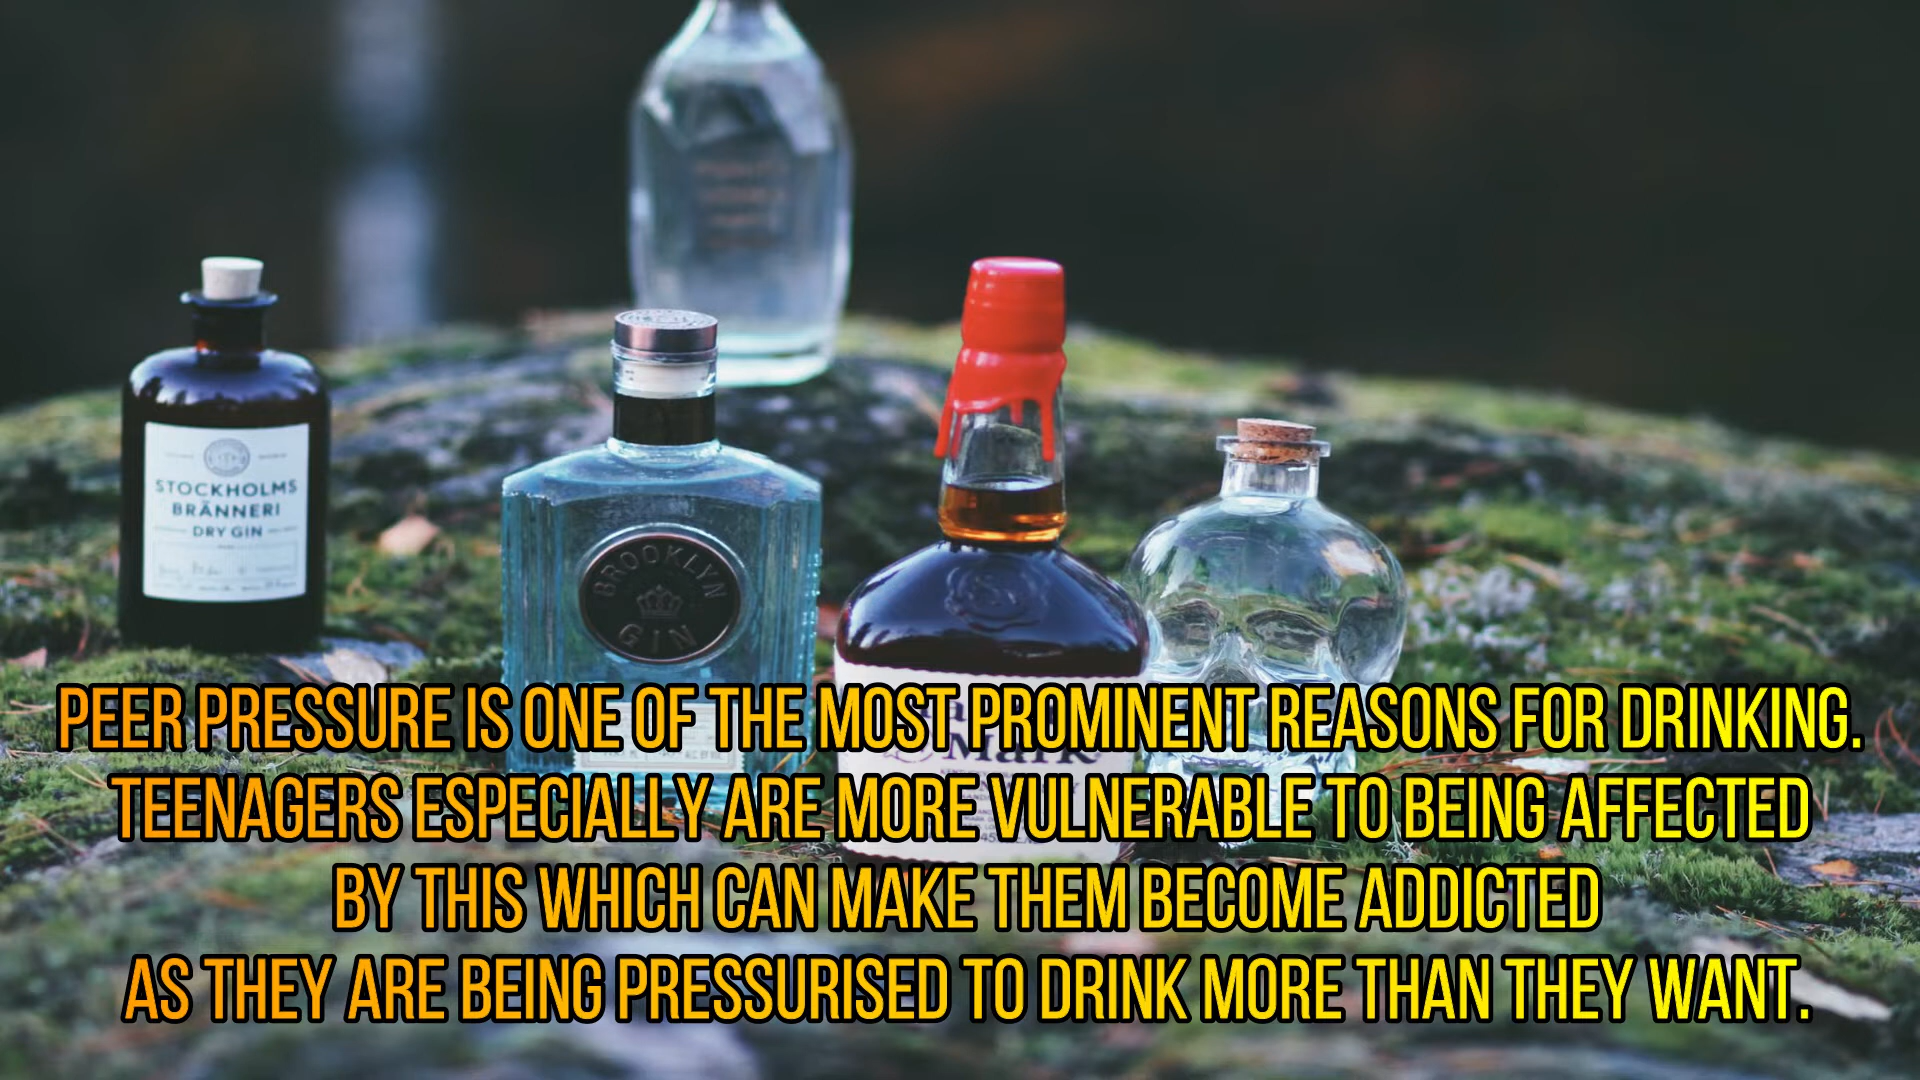 STOCKHOLMS
BRÄNNERI
DRY GIN
BROOKLYN
GIN
PEER PRESSURE IS ONE OF THE MOST PROMINENT REASONS FOR DRINKING.
Mark
TEENAGERS ESPECIALLY ARE MORE VULNERABLE TO BEING AFFECTED
BY THIS WHICH CAN MAKE THEM BECOME ADDICTED
AS THEY ARE BEING PRESSURISED TO DRINK MORE THAN THEY WANT.